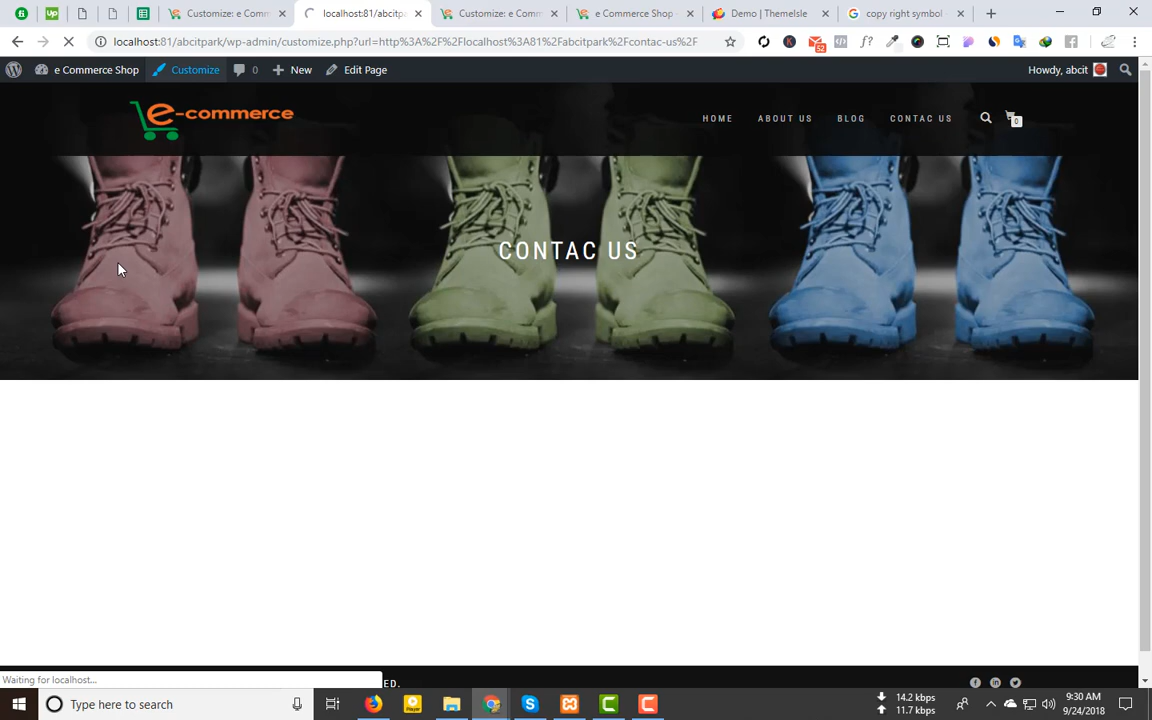 Customize: e Comm
localhost:81/abcitp
Customize: e Comm
e Commerce Shop
Demo | ThemeIsle
copy right symbol
localhost:81/abcitpark/wp-admin/customize.php?url=http%3A%2F%2Flocalhost%3A81%2Fabcitpark%2Fcontac-us%2F
52
e Commerce Shop
Customize
0
New
Edit Page
Howdy, abcit
e-commerce
HOME
ABOUT US
BLOG
CONTAC US
0
CONTAC US
Waiting for localhost...
ED.
Type here to search
14.2 kbps
11.7 kbps
9:30 AM
9/24/2018